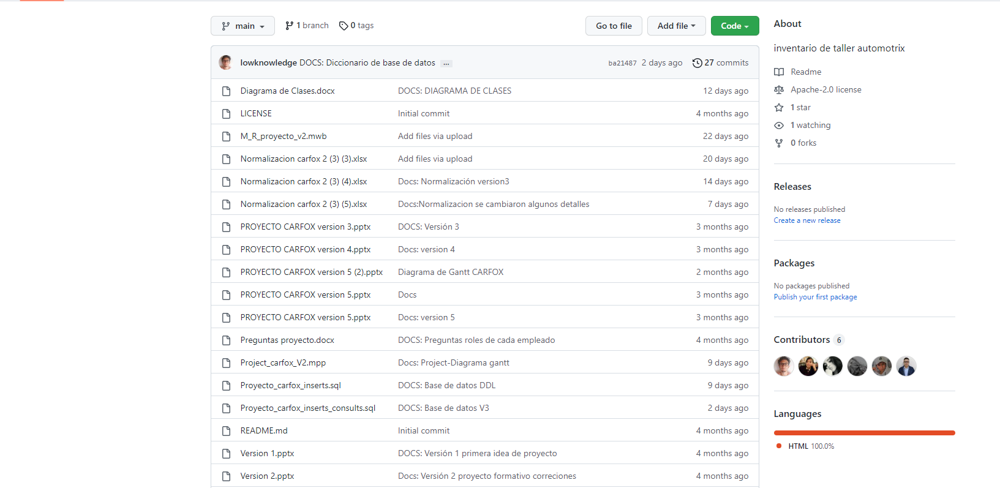 main 1 branch 0 tags Go to file Add file Code
lowknowledge DOCS: Diccionario de base de datos ... ba21487 2 days ago 27 commits
Diagrama de Clases.docx DOCS: DIAGRAMA DE CLASES 12 days ago
LICENSE Initial commit 4 months ago
M_R_proyecto_v2.mwb Add files via upload 22 days ago
Normalizacion carfox 2 (3) (3).xlsx Add files via upload 20 days ago
Normalizacion carfox 2 (3) (4).xlsx Docs: Normalización version3 14 days ago
Normalizacion carfox 2 (3) (5).xlsx Docs:Normalizacion se cambiaron algunos detalles 7 days ago
PROYECTO CARFOX version 3.pptx DOCS: Versión 3 3 months ago
PROYECTO CARFOX version 4.pptx Docs: version 4 3 months ago
PROYECTO CARFOX version 5 (2).pptx Diagrama de Gantt CARFOX 2 months ago
PROYECTO CARFOX version 5.pptx Docs 3 months ago
PROYECTO CARFOX version 5.pptx Docs: version 5 3 months ago
Preguntas proyecto.docx DOCS: Preguntas roles de cada empleado 4 months ago
Project_carfox_V2.mpp Docs: Project-Diagrama gantt 9 days ago
Proyecto_carfox_inserts.sql DOCS: Base de datos DDL 9 days ago
Proyecto_carfox_inserts_consults.sql DOCS: Base de datos V3 2 days ago
README.md Initial commit 4 months ago
Version 1.pptx DOCS: Versión 1 primera idea de proyecto 4 months ago
Version 2.pptx Docs: Versión 2 proyecto formativo correciones 4 months ago
About
inventario de taller automotrix
Readme
Apache-2.0 license
1 star
1 watching
0 forks
Releases
No releases published
Create a new release
Packages
No packages published
Publish your first package
Contributors 6
Languages
HTML 100.0%